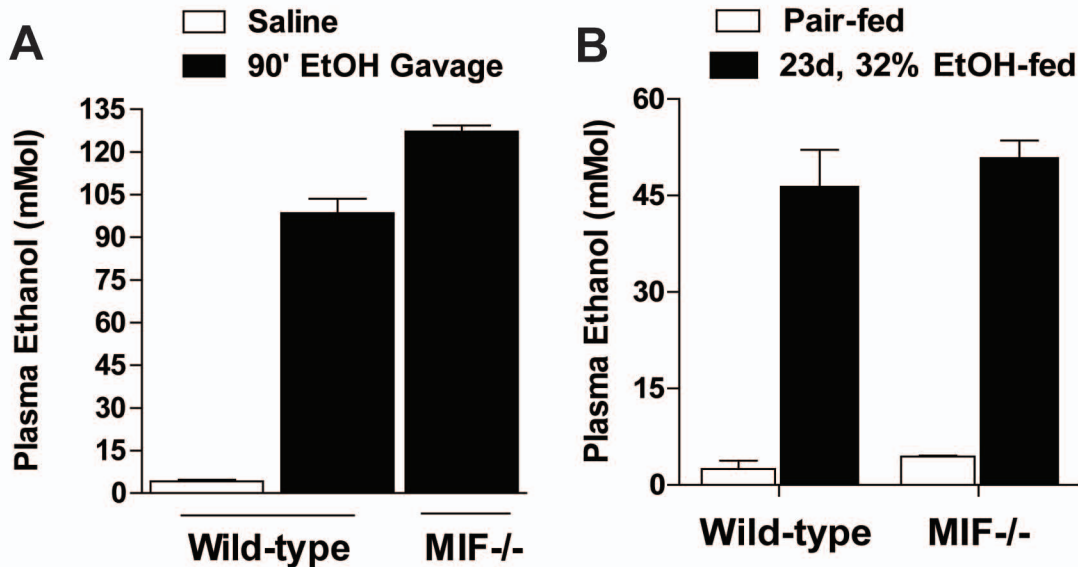 A
Saline
90' EtOH Gavage
Plasma Ethanol (mMol)
135
120
105
90
75
60
45
30
15
0
Wild-type
MIF-/-
B
Pair-fed
23d, 32% EtOH-fed
Plasma Ethanol (mMol)
60
45
30
15
0
Wild-type
MIF-/-